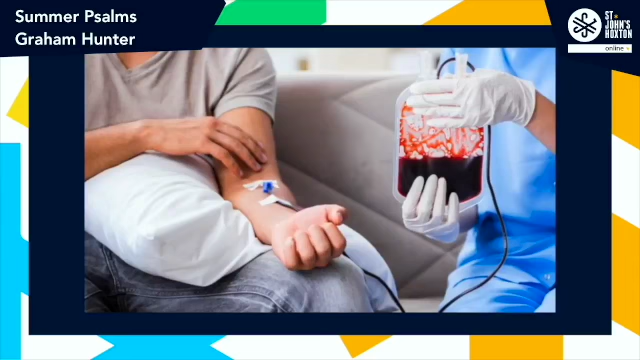 Summer Psalms
Graham Hunter
ST
JOHN'S
HOXTON
online